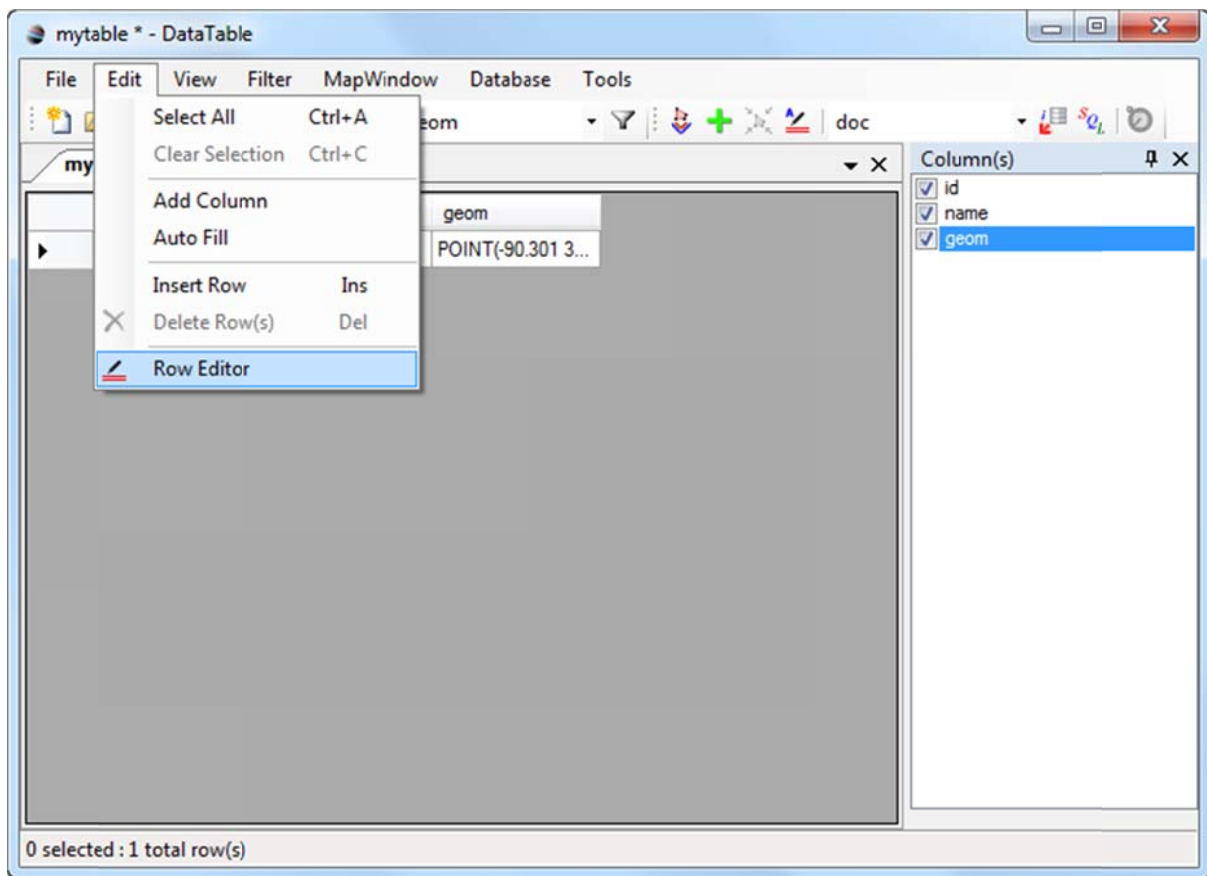 mytable * - DataTable
File Edit View Filter MapWindow Database Tools
Select All Ctrl+A
Clear Selection Ctrl+C
Add Column
Auto Fill
Insert Row Ins
Delete Row(s) Del
Row Editor
eom
doc
SQL
my
geom
POINT(-90.301 3...
Column(s)
id
name
geom
0 selected : 1 total row(s)